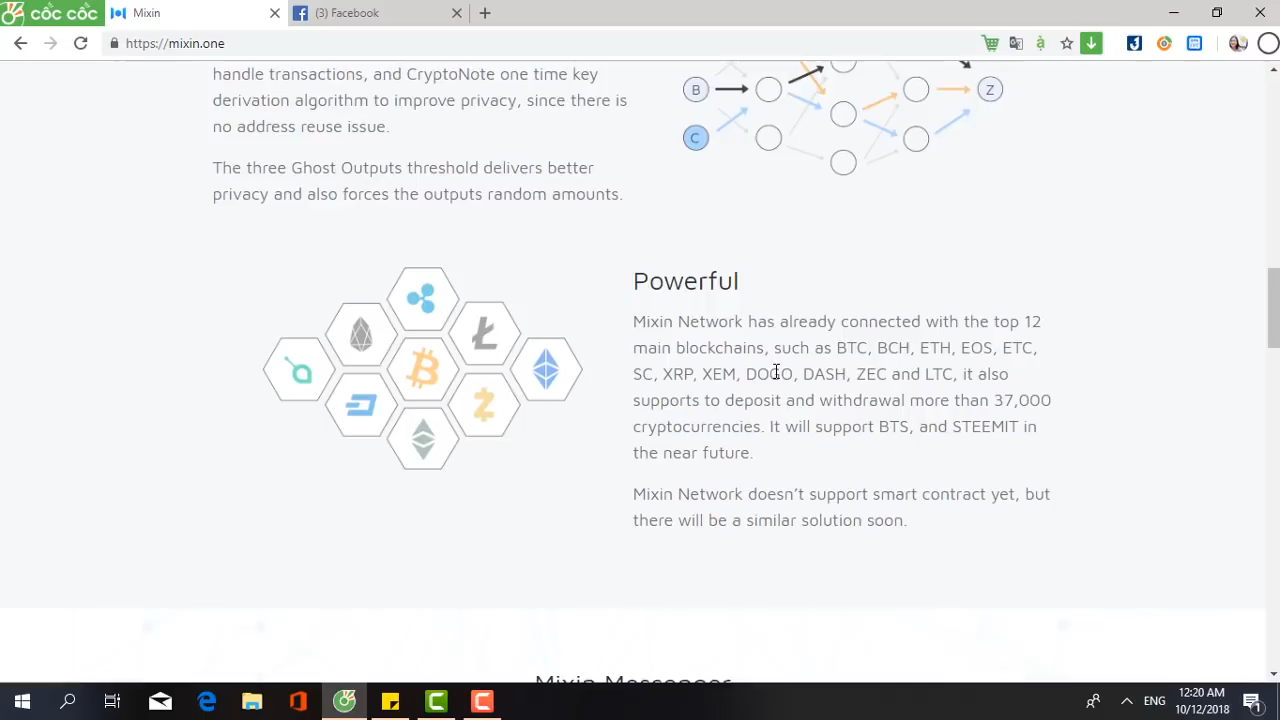 cốc cốc
Mixin
(3) Facebook
https://mixin.one
handle transactions, and CryptoNote one time key
derivation algorithm to improve privacy, since there is
no address reuse issue.
The three Ghost Outputs threshold delivers better
privacy and also forces the outputs random amounts.
B
Z
C
Powerful
Mixin Network has already connected with the top 12
main blockchains, such as BTC, BCH, ETH, EOS, ETC,
SC, XRP, XEM, DOGO, DASH, ZEC and LTC, it also
supports to deposit and withdrawal more than 37,000
cryptocurrencies. It will support BTS, and STEEMIT in
the near future.
Mixin Network doesn't support smart contract yet, but
there will be a similar solution soon.
Mixin Messenger
ENG
12:20 AM
10/12/2018
1